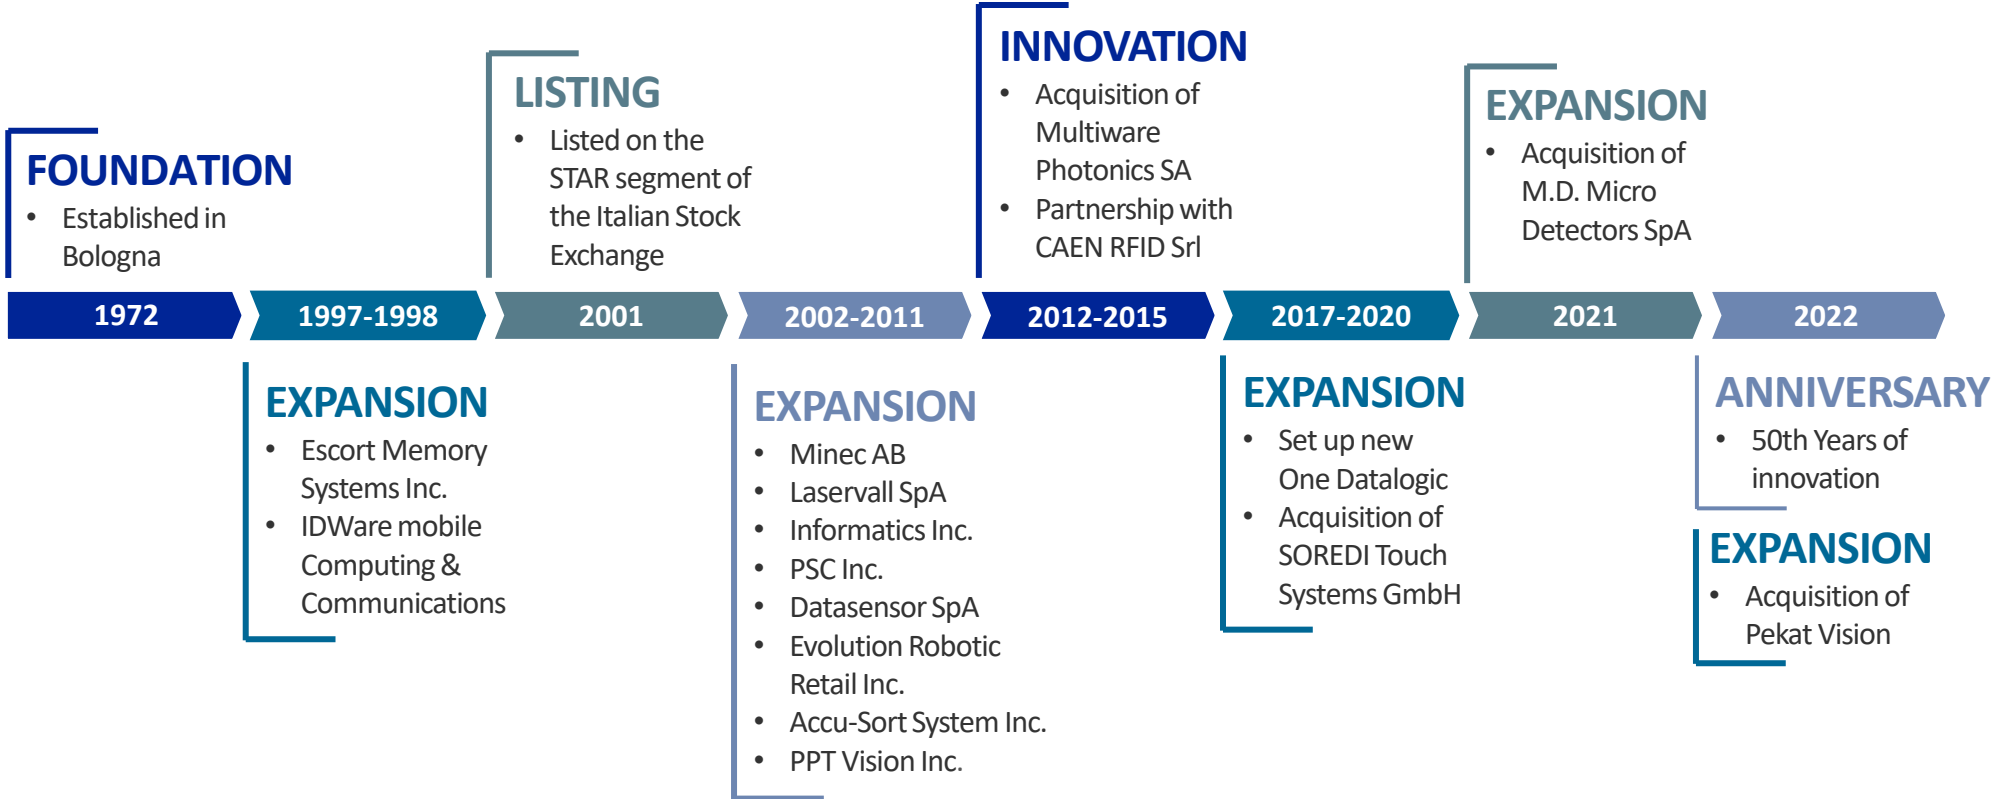 FOUNDATION
• Established in
Bologna
LISTING
• Listed on the
STAR segment of
the Italian Stock
Exchange
INNOVATION
• Acquisition of
Multiware
Photonics SA
• Partnership with
CAEN RFID Srl
EXPANSION
• Acquisition of
M.D. Micro
Detectors SpA
1972
1997-1998
2001
2002-2011
2012-2015
2017-2020
2021
2022
EXPANSION
• Escort Memory
Systems Inc.
• IDWare mobile
Computing &
Communications
EXPANSION
• Minec AB
• Laservall SpA
• Informatics Inc.
• PSC Inc.
• Datasensor SpA
• Evolution Robotic
Retail Inc.
• Accu-Sort System Inc.
• PPT Vision Inc.
EXPANSION
• Set up new
One Datalogic
• Acquisition of
SOREDI Touch
Systems GmbH
ANNIVERSARY
• 50th Years of
innovation
EXPANSION
• Acquisition of
Pekat Vision